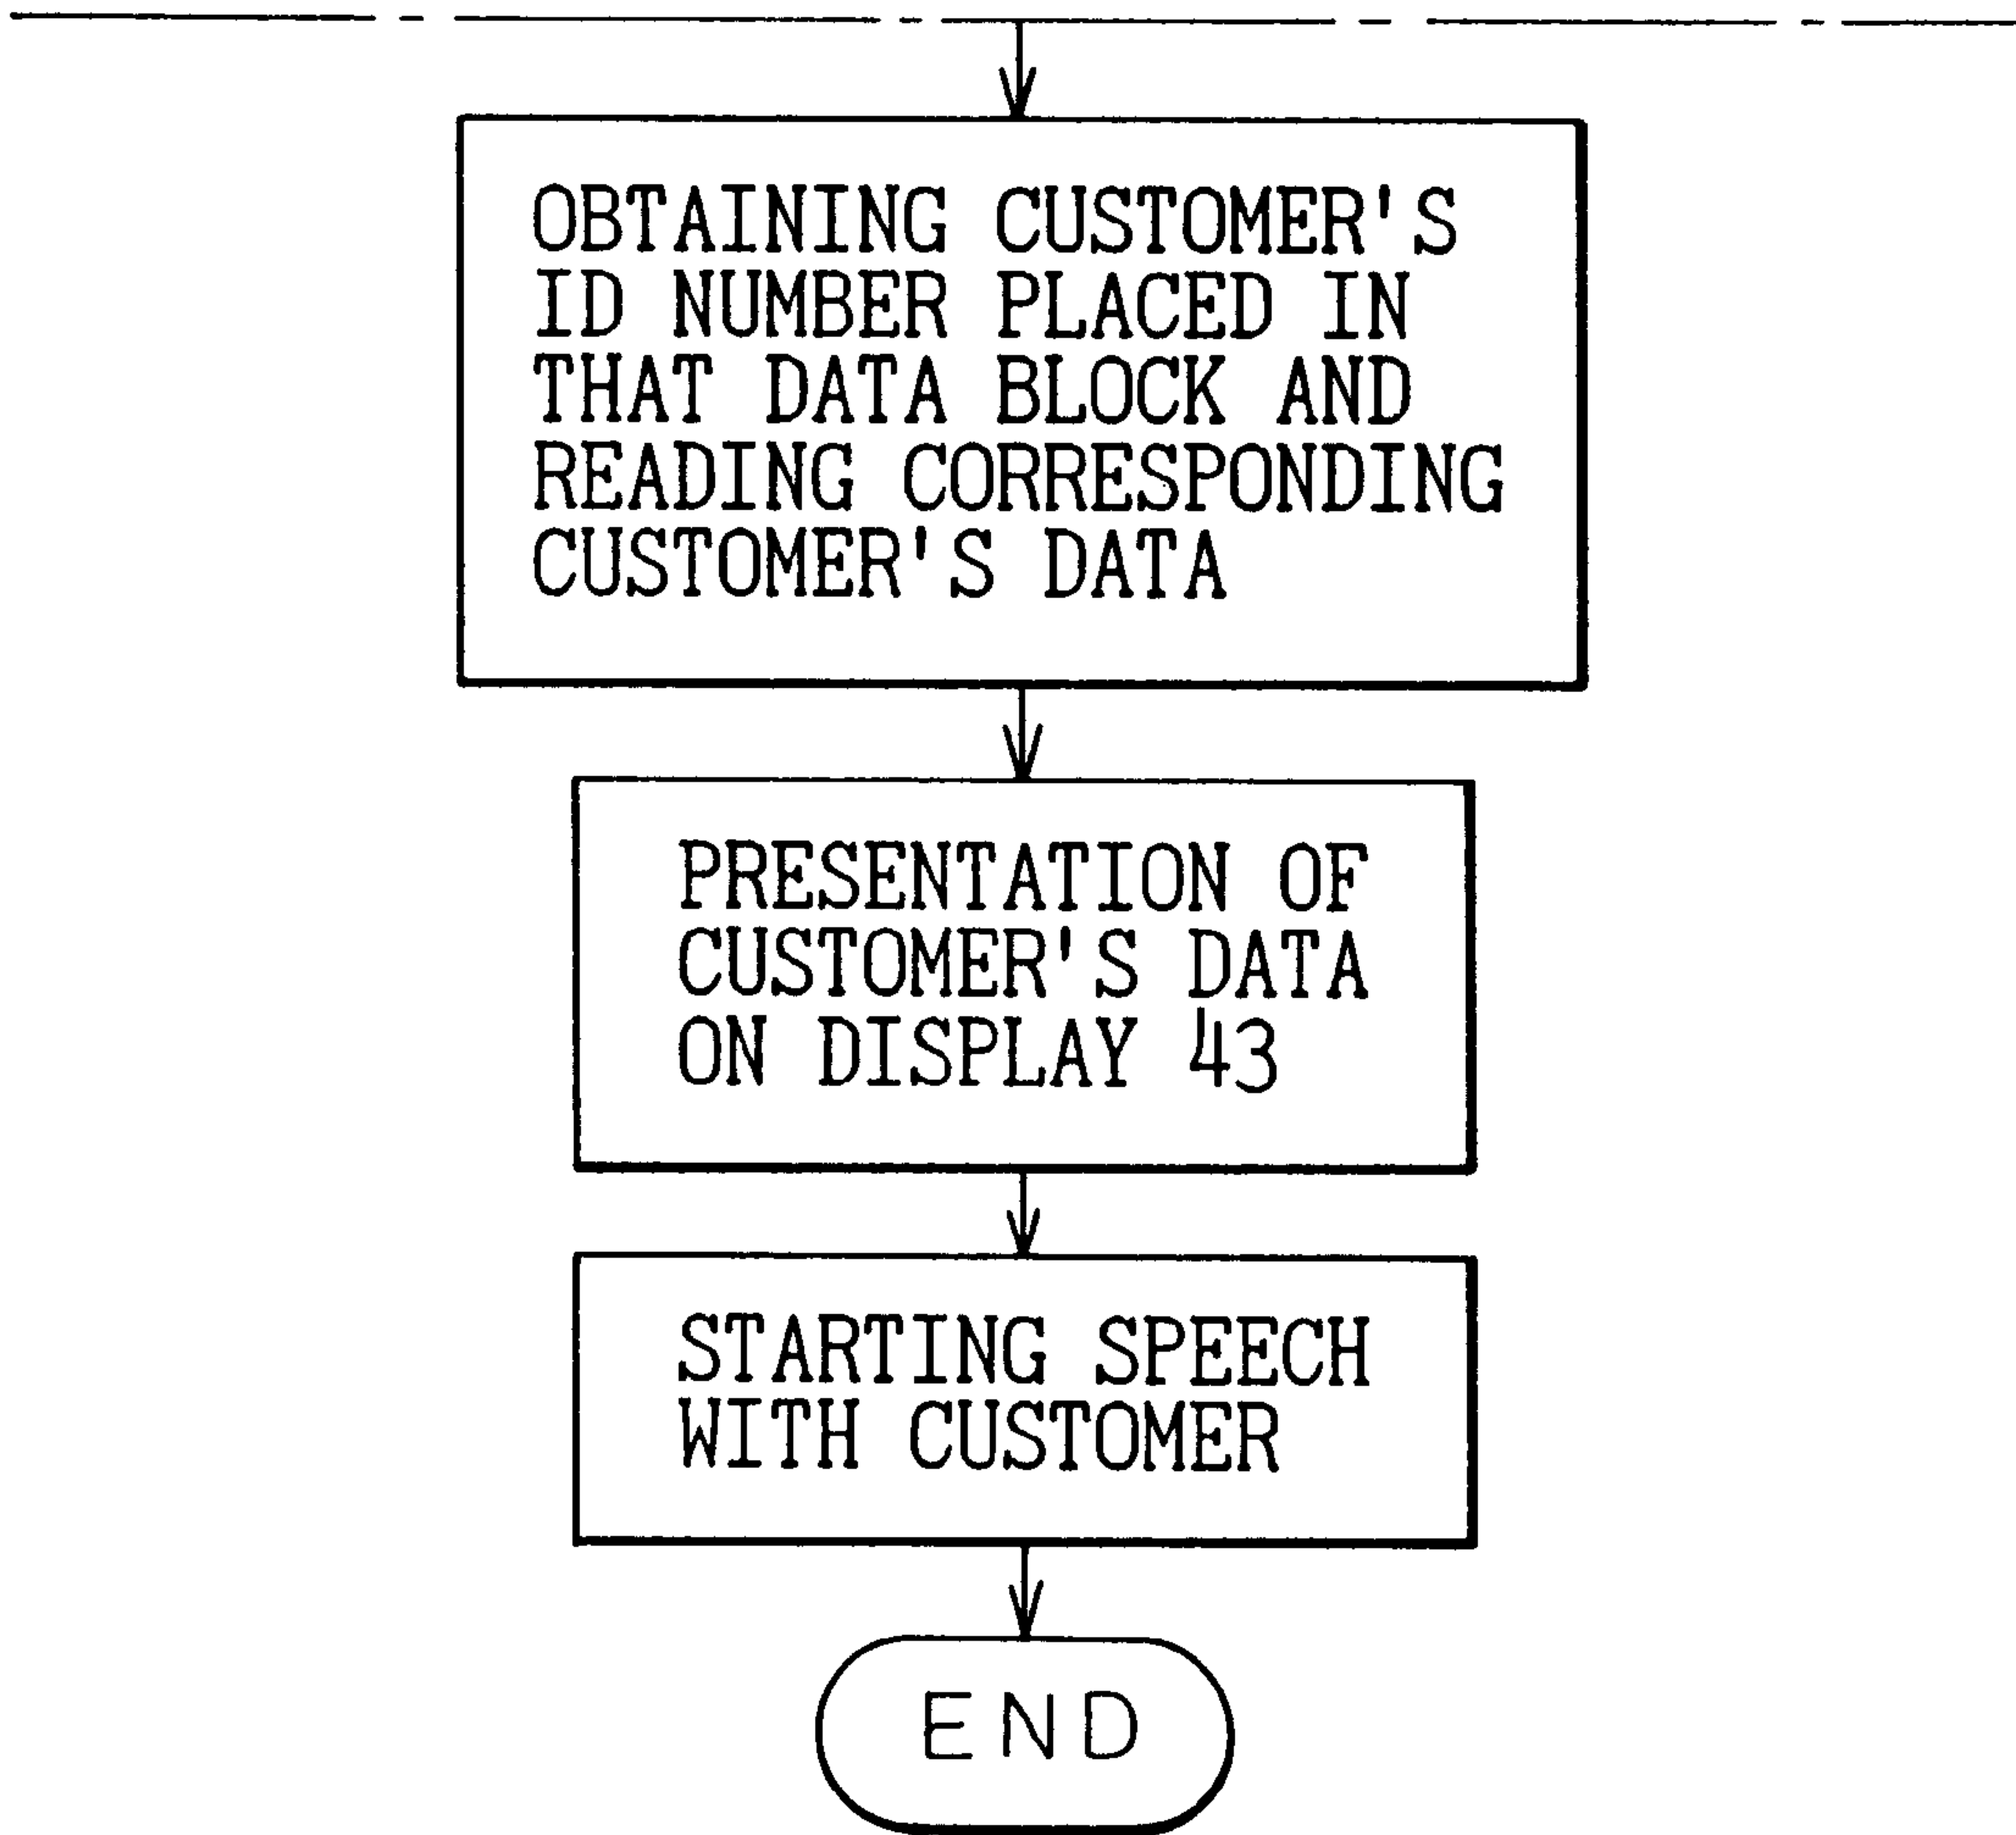 OBTAINING CUSTOMER'S
ID NUMBER PLACED IN
THAT DATA BLOCK AND
READING CORRESPONDING
CUSTOMER'S DATA
PRESENTATION OF
CUSTOMER'S DATA
ON DISPLAY 43
STARTING SPEECH
WITH CUSTOMER
END